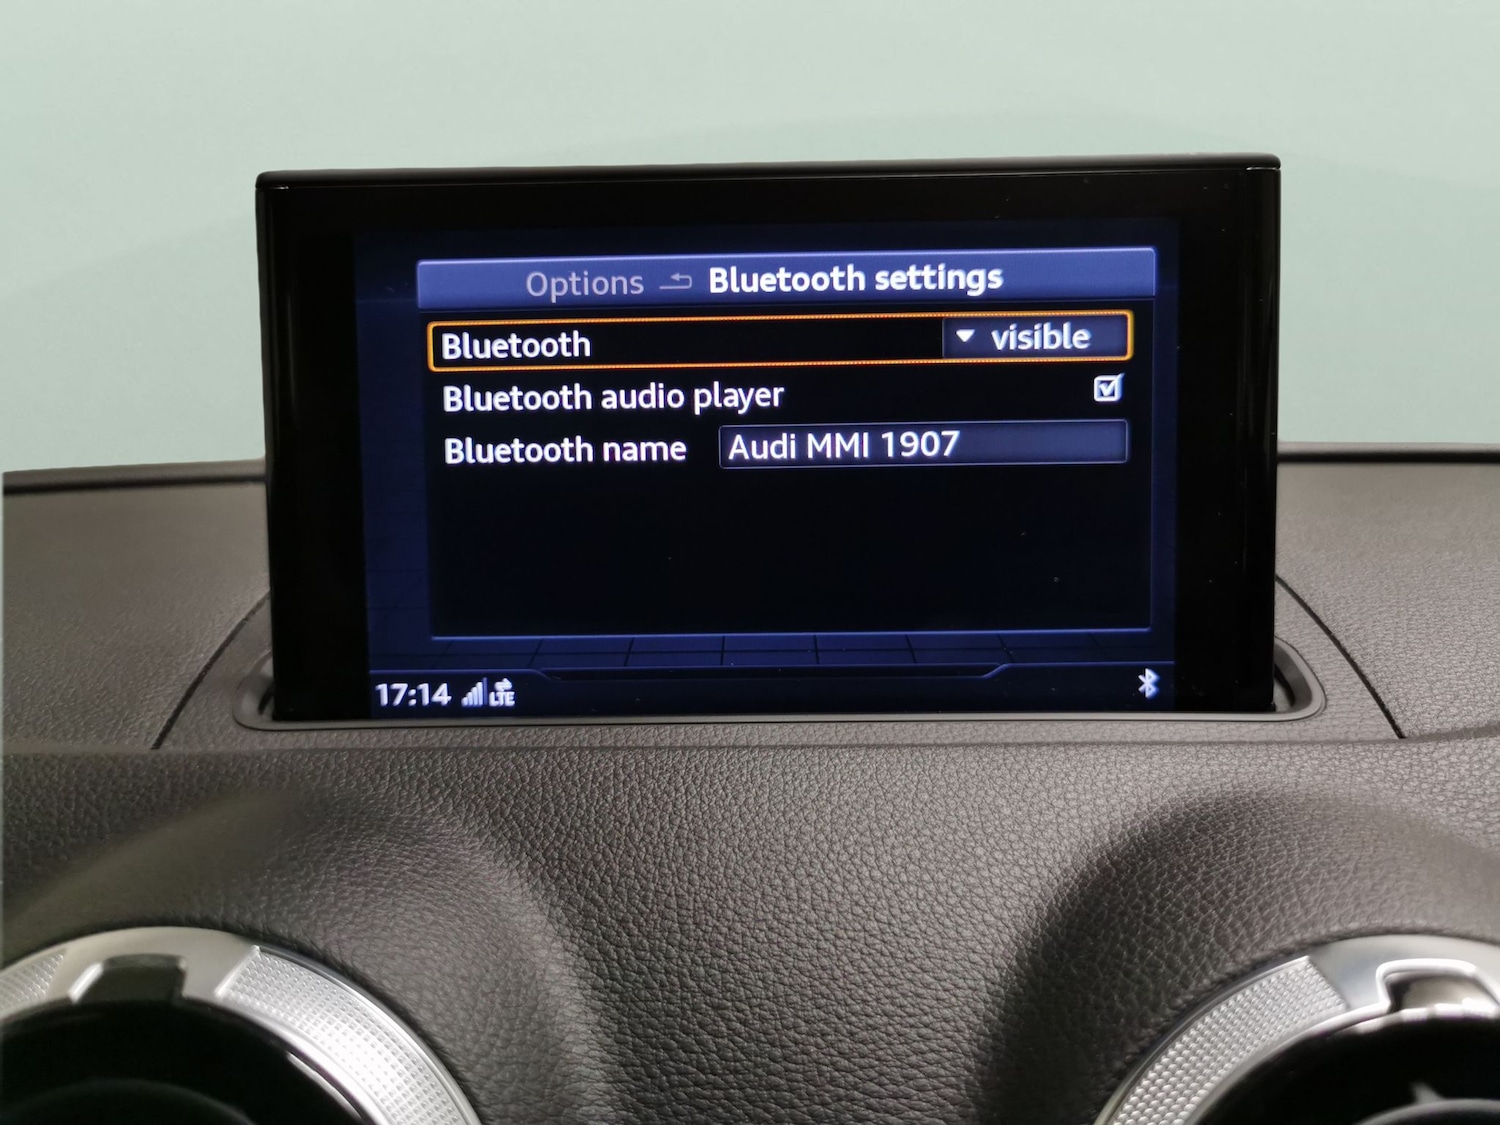 Options Bluetooth settings
Bluetooth visible
Bluetooth audio player
Bluetooth name Audi MMI 1907
17:14 LTE